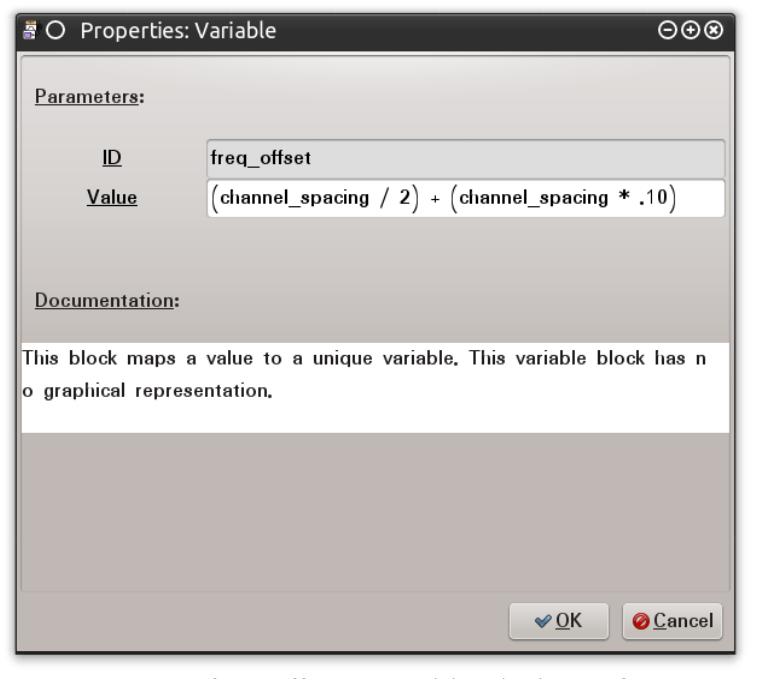 Properties: Variable
Parameters:
ID freq_offset
Value (channel_spacing / 2) + (channel_spacing * .10)
Documentation:
This block maps a value to a unique variable. This variable block has n
o graphical representation.
OK Cancel